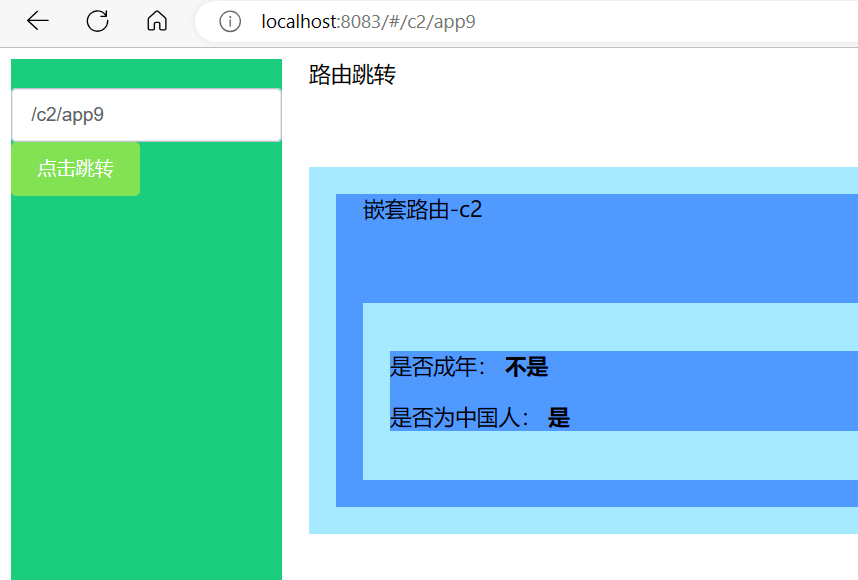 localhost:8083/#/c2/app9
/c2/app9
点击跳转
路由跳转
嵌套路由-c2
是否成年： 不是
是否为中国人： 是